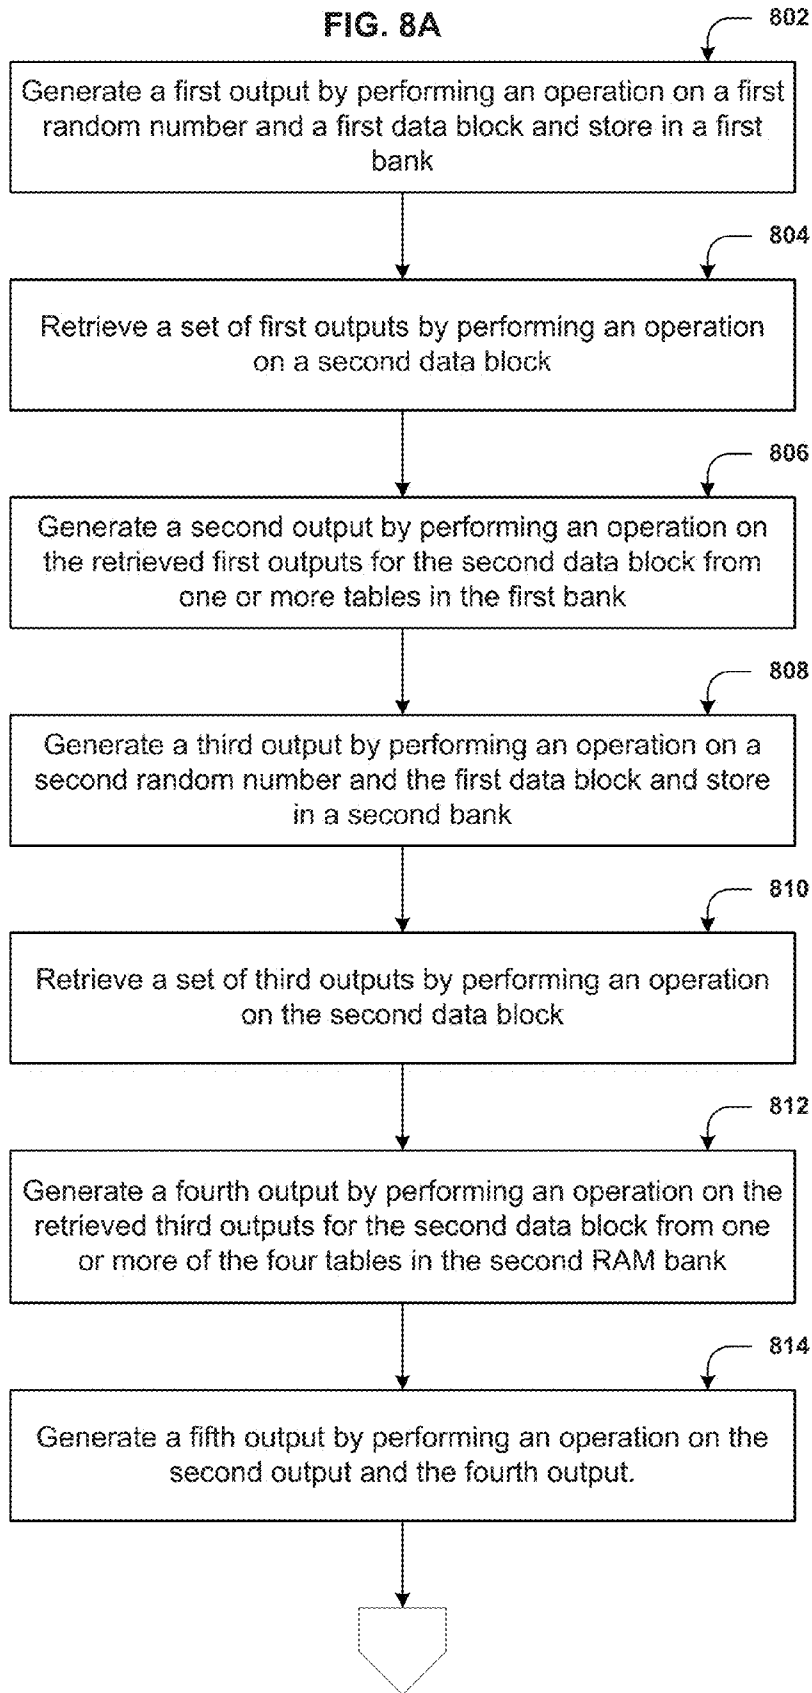 FIG. 8A
802
Generate a first output by performing an operation on a first
random number and a first data block and store in a first
bank
804
Retrieve a set of first outputs by performing an operation
on a second data block
806
Generate a second output by performing an operation on
the retrieved first outputs for the second data block from
one or more tables in the first bank
808
Generate a third output by performing an operation on a
second random number and the first data block and store
in a second bank
810
Retrieve a set of third outputs by performing an operation
on the second data block
812
Generate a fourth output by performing an operation on the
retrieved third outputs for the second data block from one
or more of the four tables in the second RAM bank
814
Generate a fifth output by performing an operation on the
second output and the fourth output.